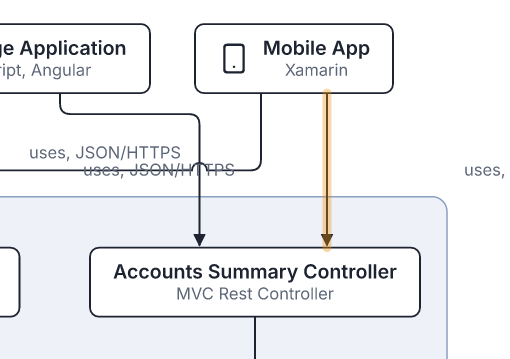 ge Application
ript, Angular
Mobile App
Xamarin
uses, JSON/HTTPS
uses, JSON/HTTPS
uses,
Accounts Summary Controller
MVC Rest Controller